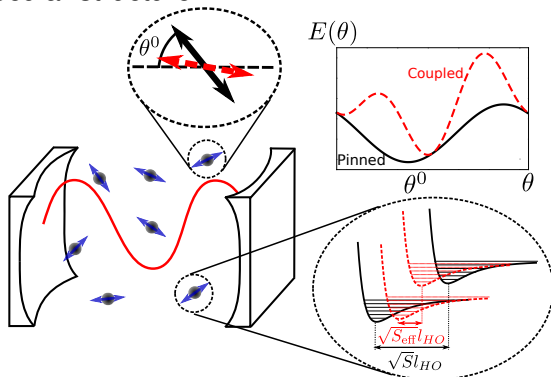 θ⁰
E(θ)
Coupled
Pinned
θ⁰
θ
√S_eff l_HO
√S l_HO